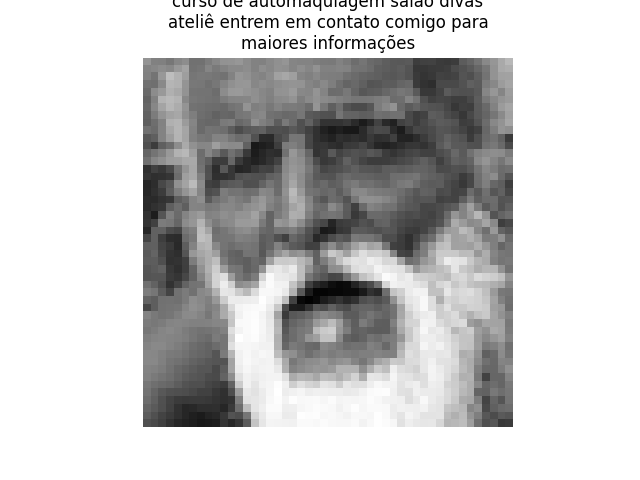 curso de automaquiagem salão divas
ateliê entrem em contato comigo para
maiores informações